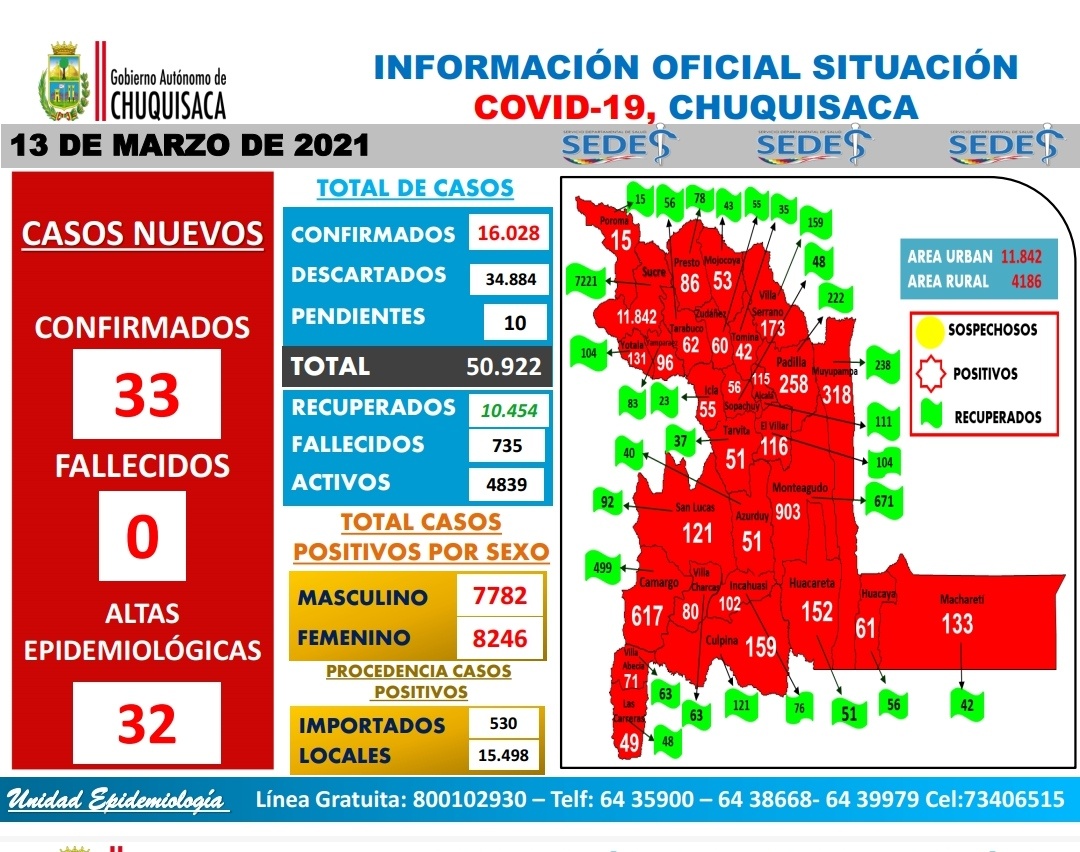 Gobierno Autónomo de
CHUQUISACA
INFORMACIÓN OFICIAL SITUACIÓN
COVID-19, CHUQUISACA
13 DE MARZO DE 2021
SEDES
SEDES
SEDES
CASOS NUEVOS
CONFIRMADOS
33
FALLECIDOS
0
ALTAS
EPIDEMIOLÓGICAS
32
TOTAL DE CASOS
CONFIRMADOS 16.028
DESCARTADOS 34.884
PENDIENTES 10
TOTAL 50.922
RECUPERADOS 10.454
FALLECIDOS 735
ACTIVOS 4839
TOTAL CASOS
POSITIVOS POR SEXO
MASCULINO 7782
FEMENINO 8246
PROCEDENCIA CASOS
POSITIVOS
IMPORTADOS 530
LOCALES 15.498
15
56
78
43
55
35
159
48
222
Poroma
15
Sucre
11.842
7221
Presto
86
Mojocoya
53
Villa
Serrano
173
Zudáñez
60
Tarabuco
62
Tomina
42
Yotala
131
96
104
83
23
Padilla
258
Muyupampa
318
238
Icla
55
56
Sopachuy
115
Alcalá
111
El Villar
116
104
Tarvita
51
37
40
Monteagudo
903
671
San Lucas
121
92
Azurduy
51
499
Camargo
617
Villa
Charcas
80
Incahuasi
102
Culpina
159
Huacareta
152
Huacaya
61
Machareti
133
Villa
Abecia
71
Las
Carreras
49
63
48
63
121
76
51
56
42
AREA URBAN 11.842
AREA RURAL 4186
SOSPECHOSOS
POSITIVOS
RECUPERADOS
Unidad Epidemiología Línea Gratuita: 800102930 – Telf: 64 35900 – 64 38668- 64 39979 Cel:73406515